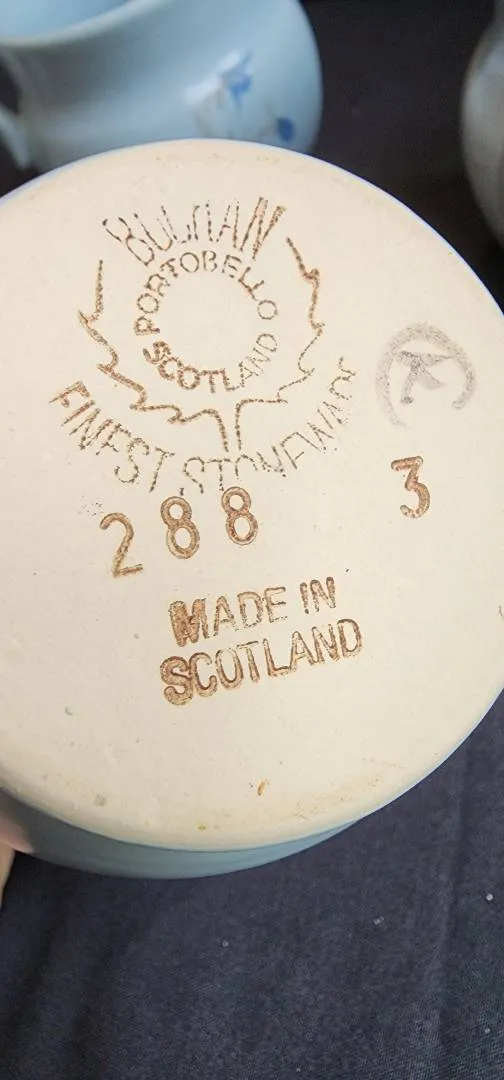 BUCHAN
PORTOBELLO
SCOTLAND
FINEST STONEWARE
288 3
MADE IN
SCOTLAND